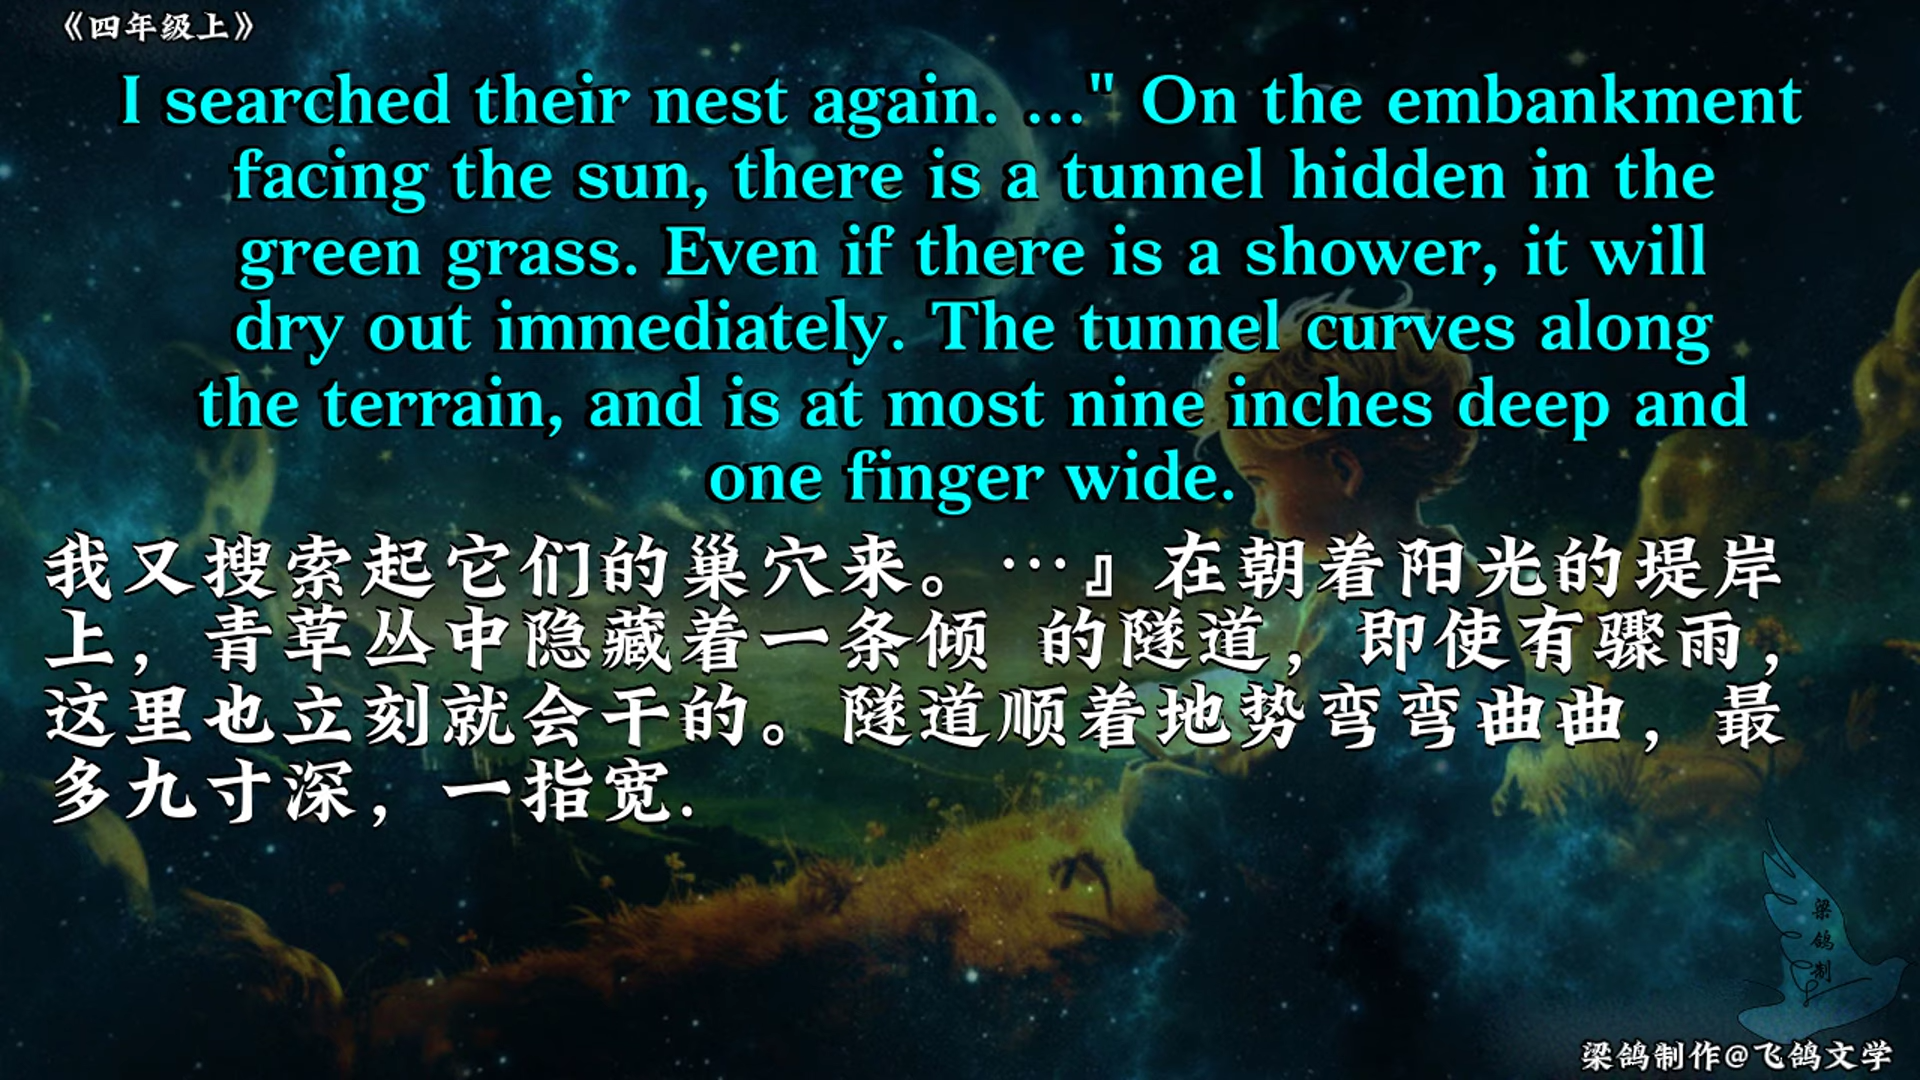 《四年级上》
I searched their nest again. ..." On the embankment
facing the sun, there is a tunnel hidden in the
green grass. Even if there is a shower, it will
dry out immediately. The tunnel curves along
the terrain, and is at most nine inches deep and
one finger wide.
我又搜索起它们的巢穴来。…』在朝着阳光的堤岸
上，青草丛中隐藏着一条倾 的隧道，即使有骤雨，
这里也立刻就会干的。隧道顺着地势弯弯曲曲，最
多九寸深，一指宽.
梁
鸽
制
梁鸽制作@飞鸽文学